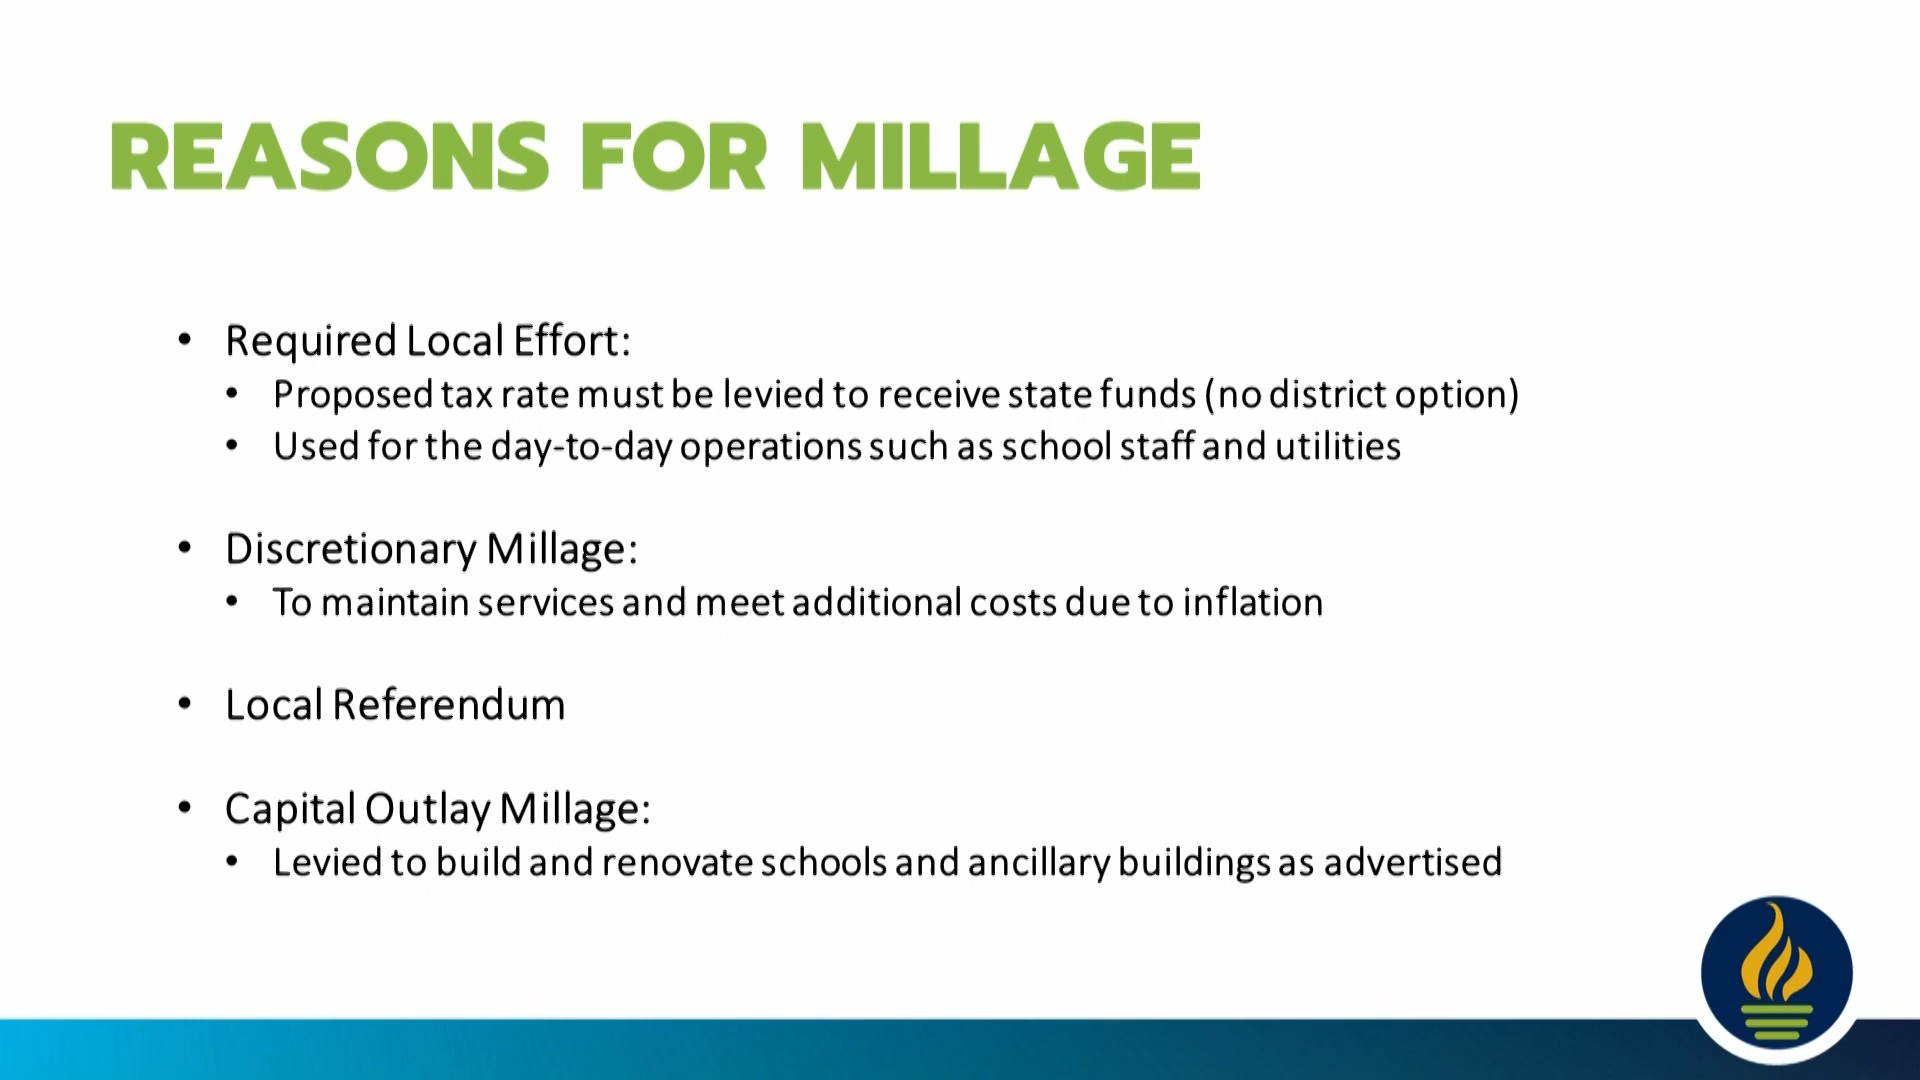 REASONS FOR MILLAGE
• Required Local Effort:
• Proposed tax rate must be levied to receive state funds (no district option)
• Used for the day-to-day operations such as school staff and utilities
• Discretionary Millage:
• To maintain services and meet additional costs due to inflation
• Local Referendum
• Capital Outlay Millage:
• Levied to build and renovate schools and ancillary buildings as advertised